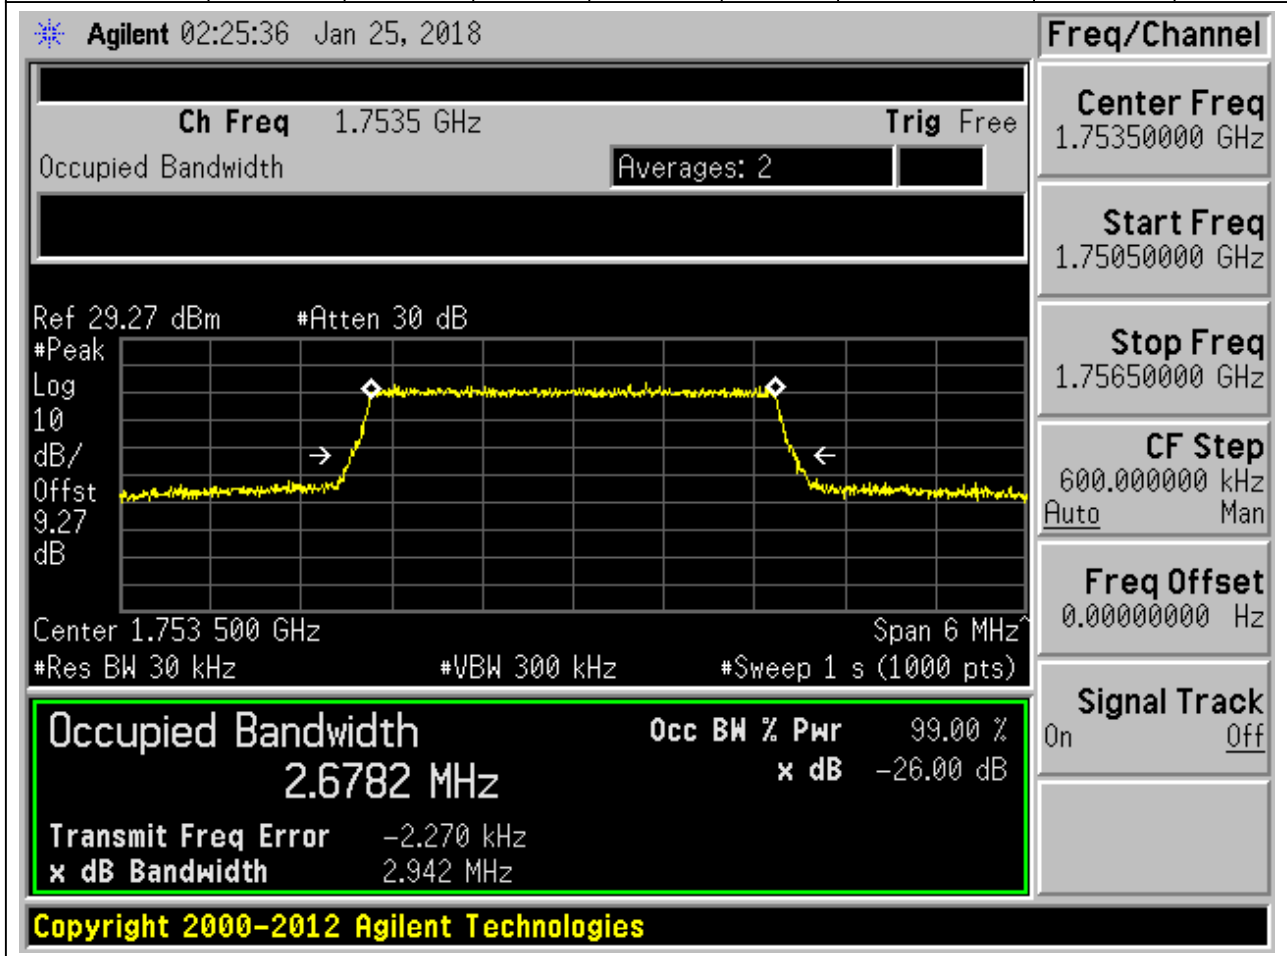 Agilent 02:25:36 Jan 25, 2018
Freq/Channel
Ch Freq 1.7535 GHz Trig Free
Occupied Bandwidth Averages: 2
Center Freq
1.75350000 GHz
Start Freq
1.75050000 GHz
Stop Freq
1.75650000 GHz
CF Step
600.000000 kHz
Auto Man
Freq Offset
0.00000000 Hz
Signal Track
On Off
Ref 29.27 dBm #Atten 30 dB
#Peak
Log
10
dB/
Offst
9.27
dB
Center 1.753 500 GHz Span 6 MHz^
#Res BW 30 kHz #VBW 300 kHz #Sweep 1 s (1000 pts)
Occupied Bandwidth Occ BW % Pwr 99.00 %
2.6782 MHz x dB -26.00 dB
Transmit Freq Error -2.270 kHz
x dB Bandwidth 2.942 MHz
Copyright 2000-2012 Agilent Technologies